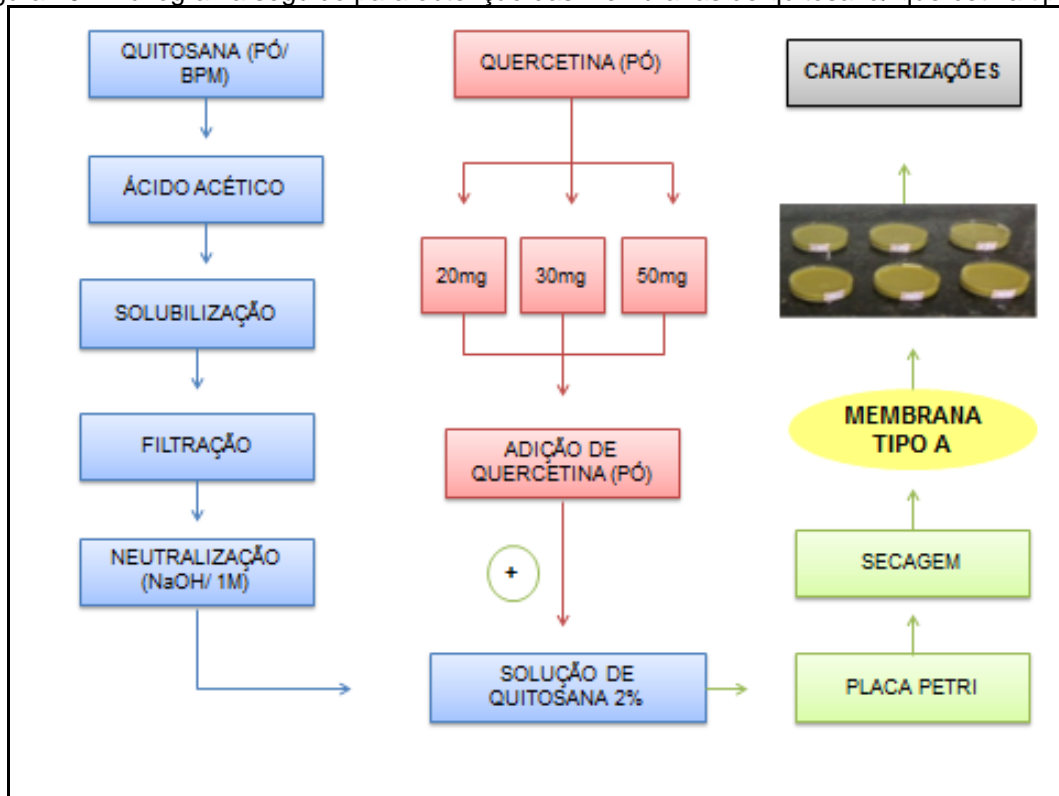 QUITOSANA (PÓ/
BPM)
ÁCIDO ACÉTICO
SOLUBILIZAÇÃO
FILTRAÇÃO
NEUTRALIZAÇÃO
(NaOH/ 1M)
QUERCETINA (PÓ)
20mg
30mg
50mg
ADIÇÃO DE
QUERCETINA (PÓ)
+
SOLUÇÃO DE
QUITOSANA 2%
PLACA PETRI
SECAGEM
MEMBRANA
TIPO A
CARACTERIZAÇÕES